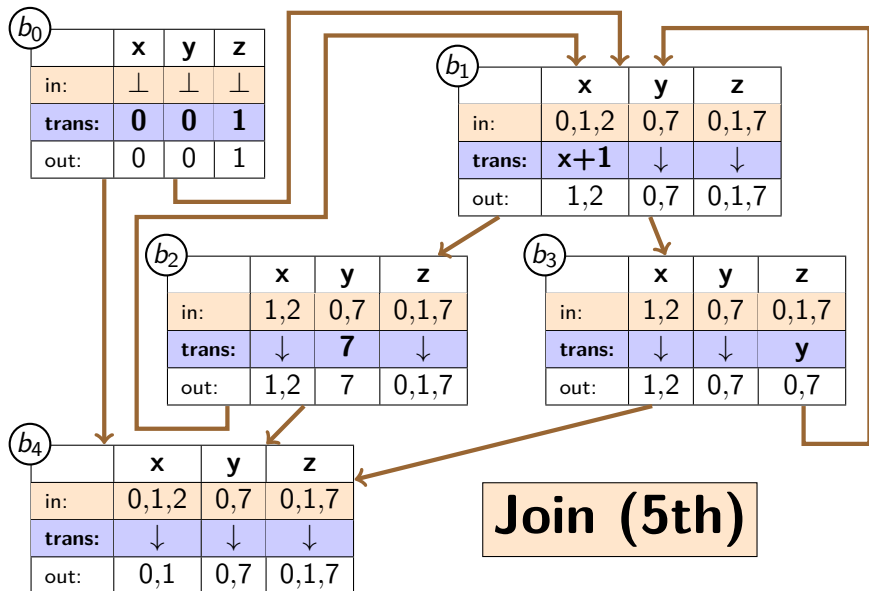 b0
x y z
in: ⊥ ⊥ ⊥
trans: 0 0 1
out: 0 0 1
b1
x y z
in: 0,1,2 0,7 0,1,7
trans: x+1 ↓ ↓
out: 1,2 0,7 0,1,7
b2
x y z
in: 1,2 0,7 0,1,7
trans: ↓ 7 ↓
out: 1,2 7 0,1,7
b3
x y z
in: 1,2 0,7 0,1,7
trans: ↓ ↓ y
out: 1,2 0,7 0,7
b4
x y z
in: 0,1,2 0,7 0,1,7
trans: ↓ ↓ ↓
out: 0,1 0,7 0,1,7
Join (5th)